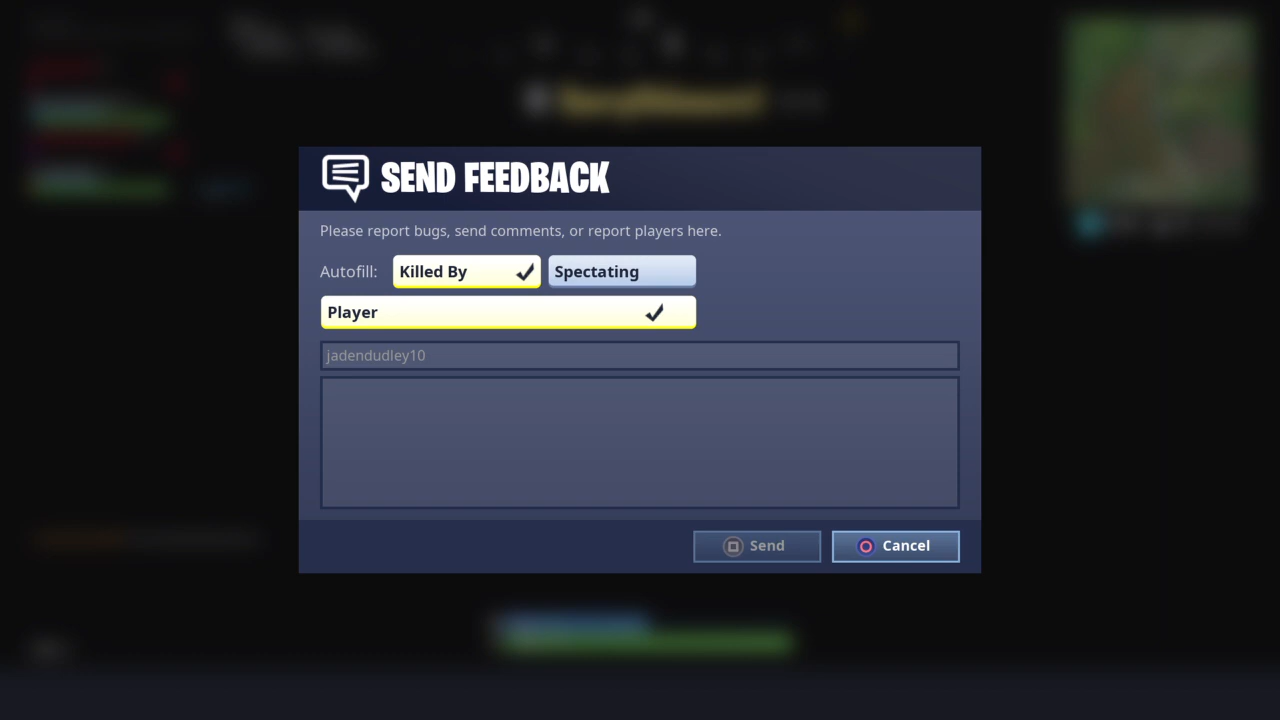 SEND FEEDBACK
Please report bugs, send comments, or report players here.
Autofill: Killed By Spectating
Player
jadendudley10
Send Cancel